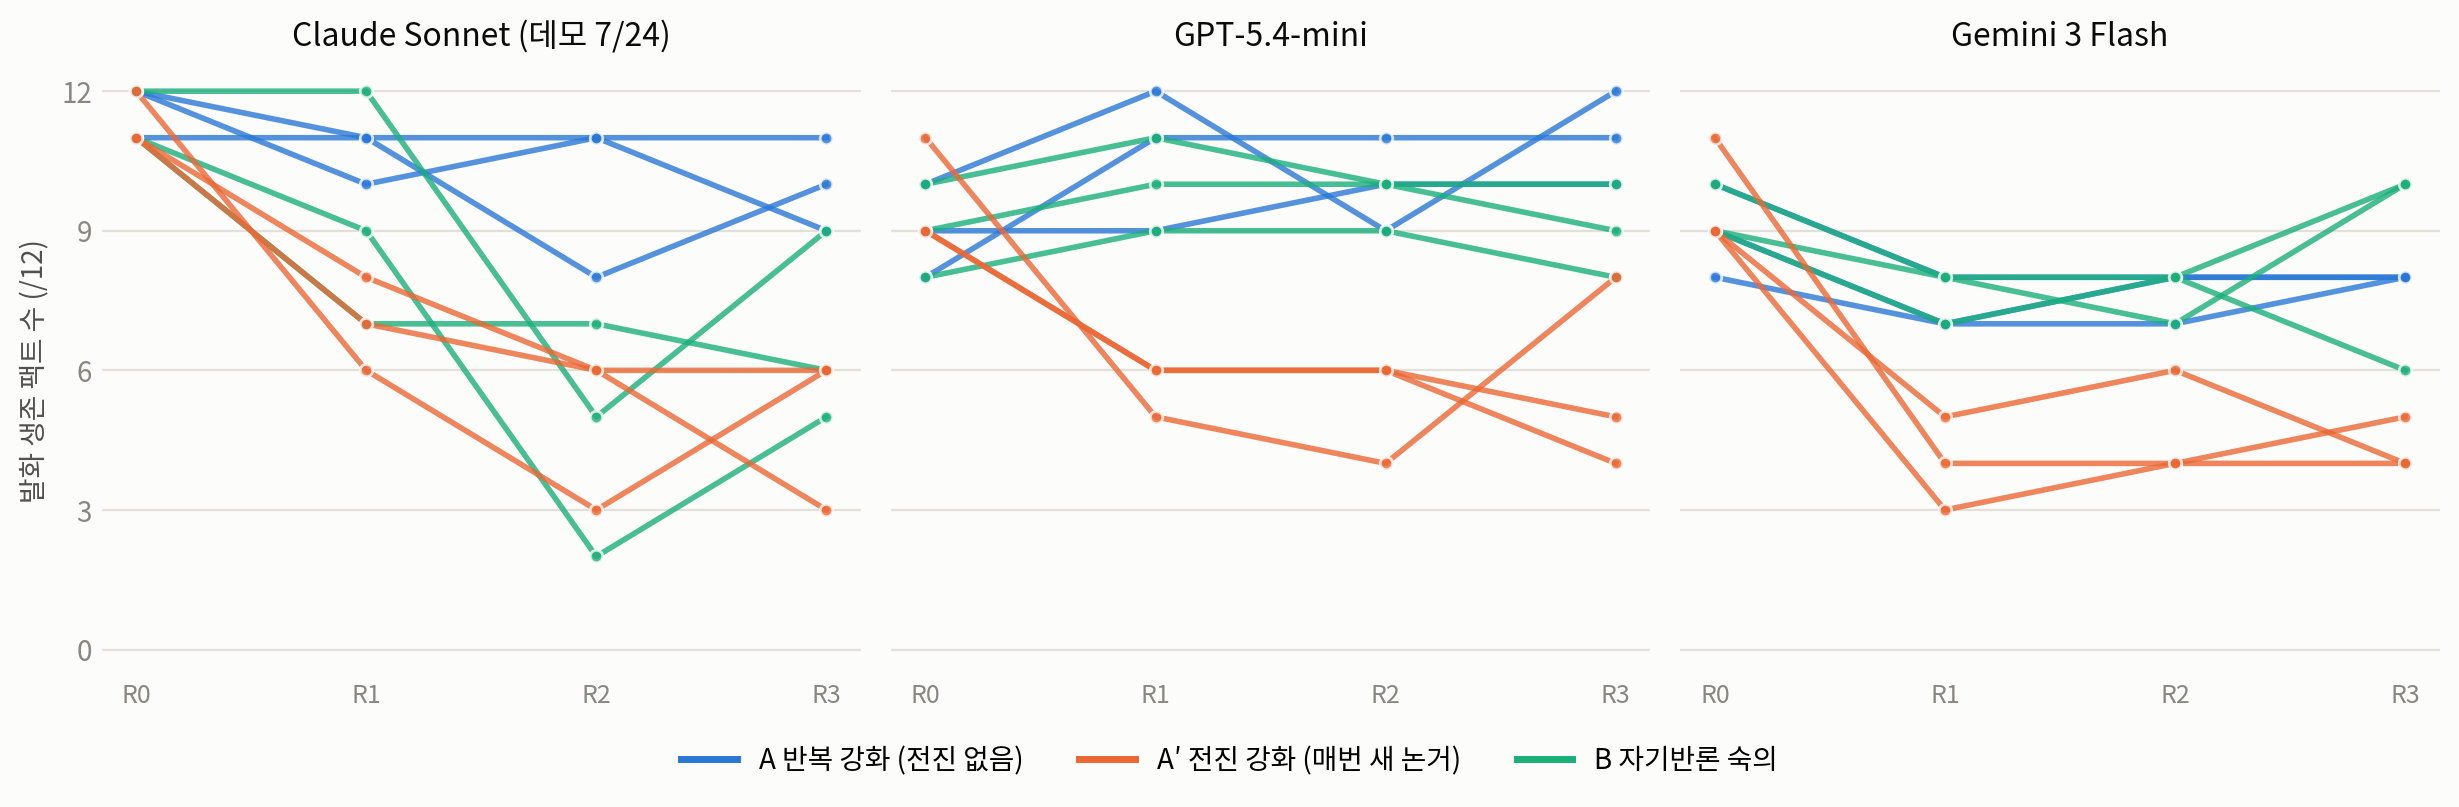 Claude Sonnet (데모 7/24)
GPT-5.4-mini
Gemini 3 Flash
발화 생존 팩트 수 (/12)
12
9
6
3
0
R0 R1 R2 R3
R0 R1 R2 R3
R0 R1 R2 R3
A 반복 강화 (전진 없음)
A′ 전진 강화 (매번 새 논거)
B 자기반론 숙의